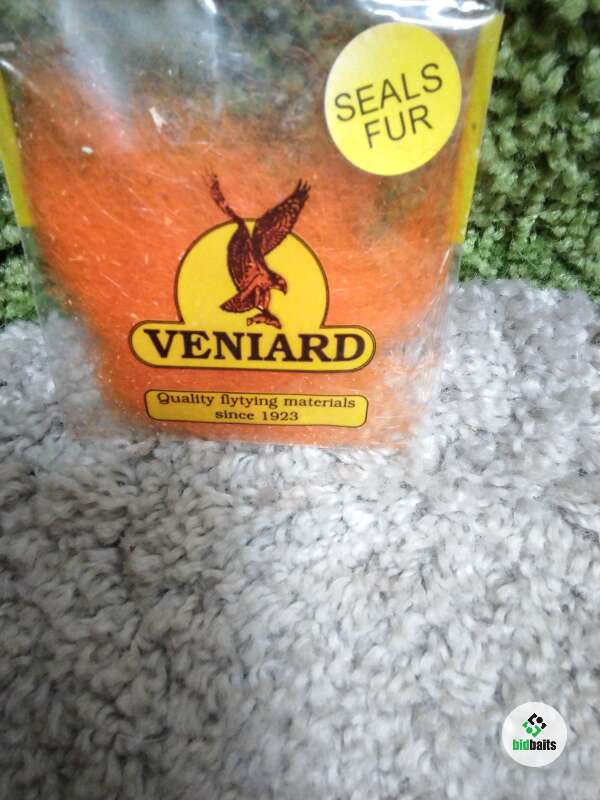 SEALS
FUR
VENIARD
Quality flytying materials
since 1923
bidbaits